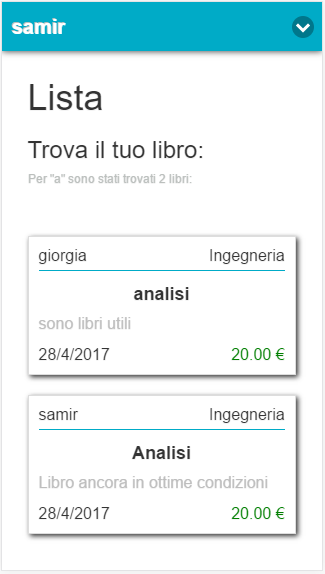 samir
Lista
Trova il tuo libro:
Per "a" sono stati trovati 2 libri:
giorgia Ingegneria
analisi
sono libri utili
28/4/2017 20.00 €
samir Ingegneria
Analisi
Libro ancora in ottime condizioni
28/4/2017 20.00 €